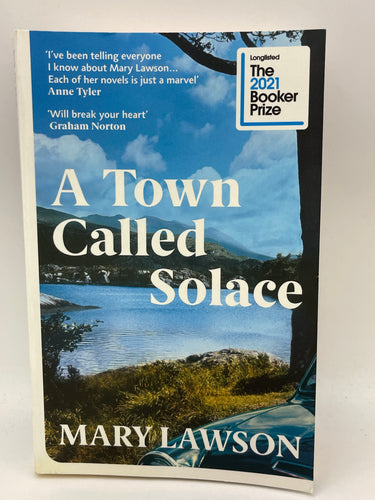 'I've been telling everyone
I know about Mary Lawson...
Each of her novels is just a marvel'
Anne Tyler
'Will break your heart'
Graham Norton
Longlisted
The
2021
Booker
Prize
A Town
Called
Solace
MARY LAWSON